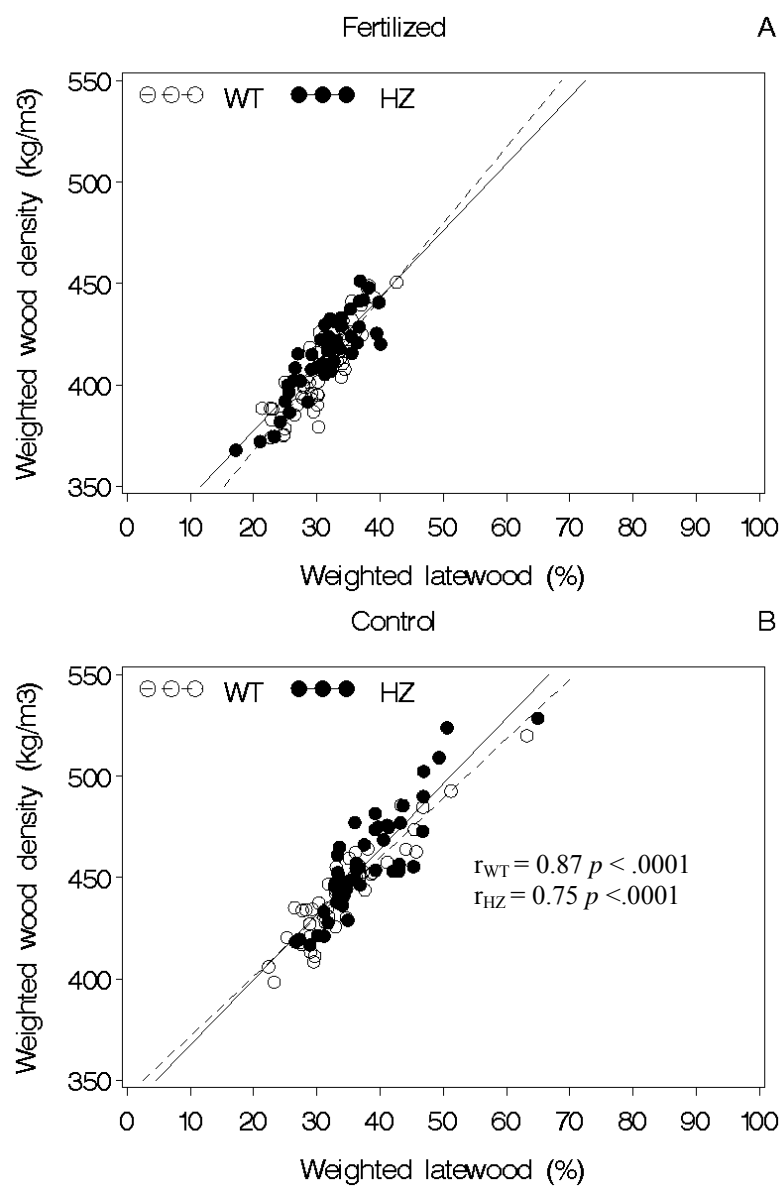 Fertilized A
WT HZ
Weighted wood density (kg/m3)
550
500
450
400
350
0 10 20 30 40 50 60 70 80 90 100
Weighted latewood (%)
Control B
WT HZ
Weighted wood density (kg/m3)
550
500
450
400
350
rWT = 0.87 p < .0001
rHZ = 0.75 p <.0001
0 10 20 30 40 50 60 70 80 90 100
Weighted latewood (%)